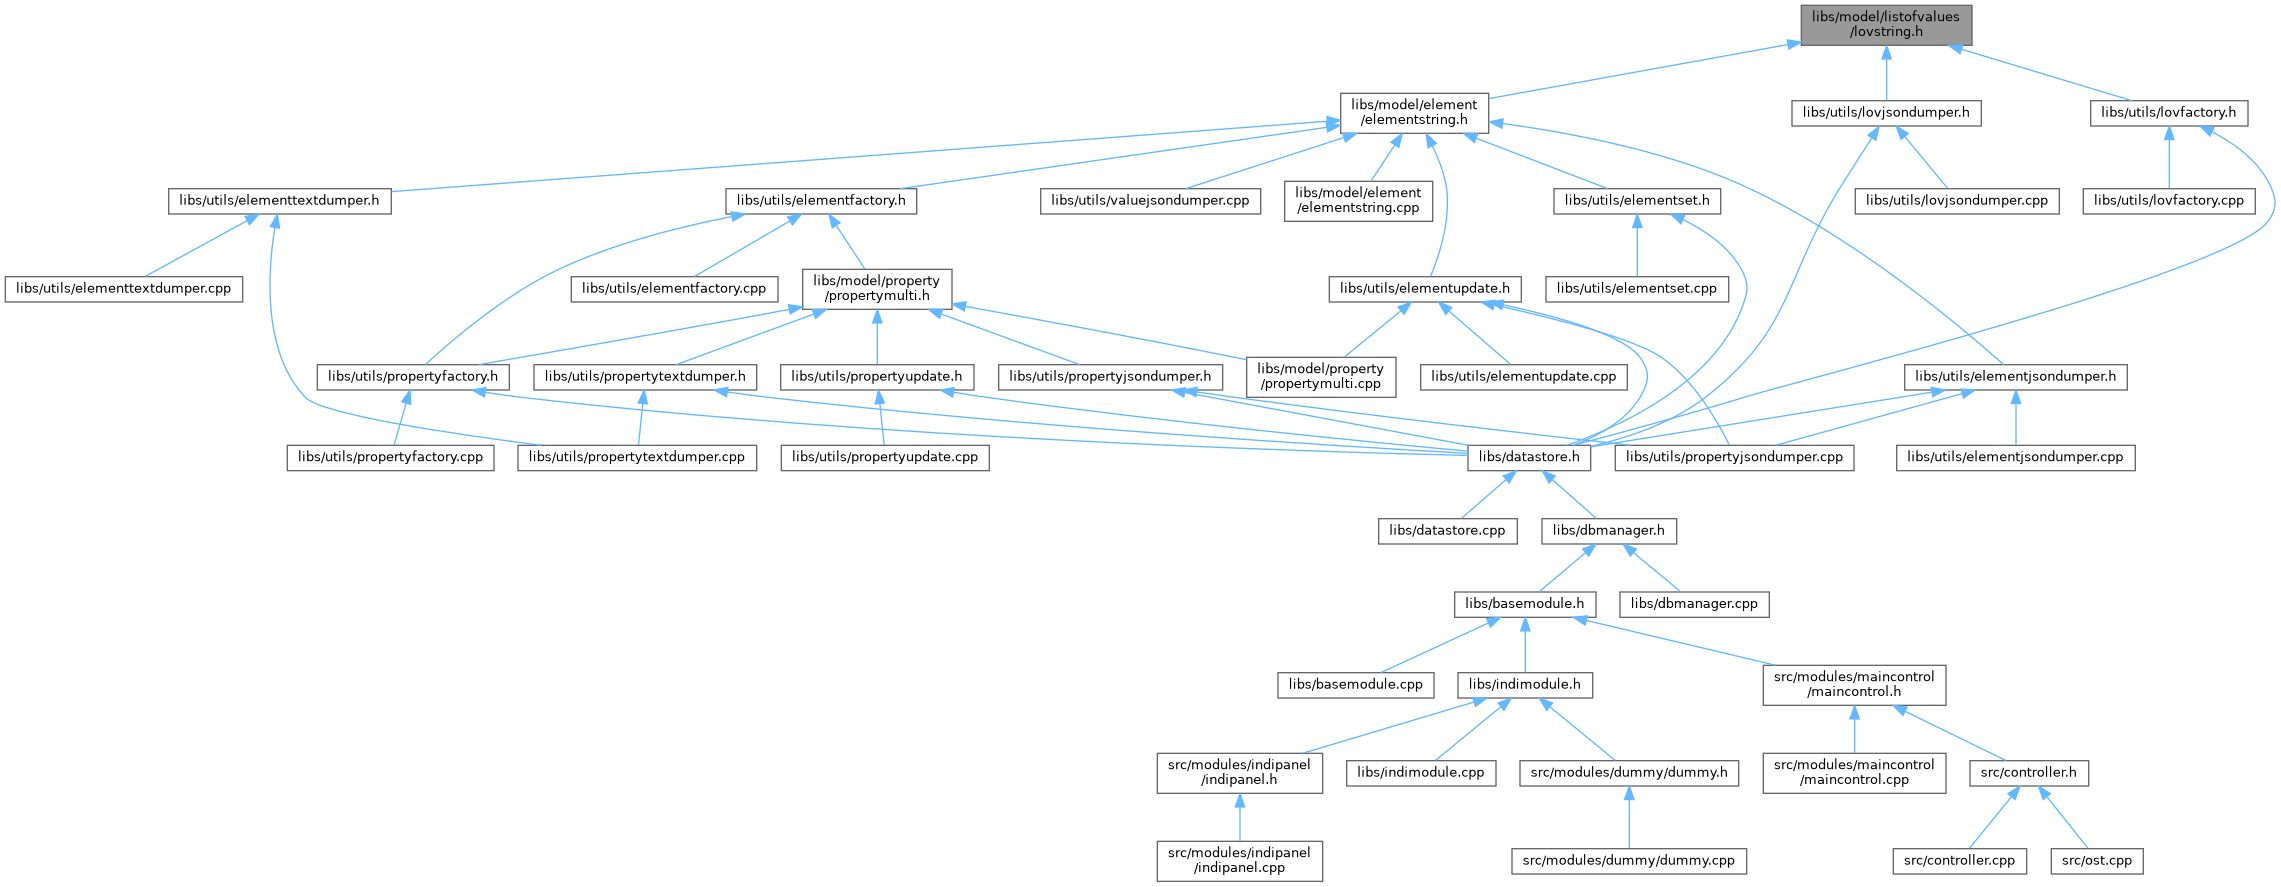 libs/model/listofvalues
/lovstring.h
libs/model/element
/elementstring.h
libs/utils/lovjsondumper.h
libs/utils/lovfactory.h
libs/utils/elementtextdumper.h
libs/utils/elementfactory.h
libs/utils/valuejsondumper.cpp
libs/model/element
/elementstring.cpp
libs/utils/elementset.h
libs/utils/lovjsondumper.cpp
libs/utils/lovfactory.cpp
libs/utils/elementtextdumper.cpp
libs/utils/elementfactory.cpp
libs/model/property
/propertymulti.h
libs/utils/elementupdate.h
libs/utils/elementset.cpp
libs/utils/propertyfactory.h
libs/utils/propertytextdumper.h
libs/utils/propertyupdate.h
libs/utils/propertyjsondumper.h
libs/model/property
/propertymulti.cpp
libs/utils/elementupdate.cpp
libs/utils/elementjsondumper.h
libs/utils/propertyfactory.cpp
libs/utils/propertytextdumper.cpp
libs/utils/propertyupdate.cpp
libs/datastore.h
libs/utils/propertyjsondumper.cpp
libs/utils/elementjsondumper.cpp
libs/datastore.cpp
libs/dbmanager.h
libs/basemodule.h
libs/dbmanager.cpp
libs/basemodule.cpp
libs/indimodule.h
src/modules/maincontrol
/maincontrol.h
src/modules/indipanel
/indipanel.h
libs/indimodule.cpp
src/modules/dummy/dummy.h
src/modules/maincontrol
/maincontrol.cpp
src/controller.h
src/modules/indipanel
/indipanel.cpp
src/modules/dummy/dummy.cpp
src/controller.cpp
src/ost.cpp